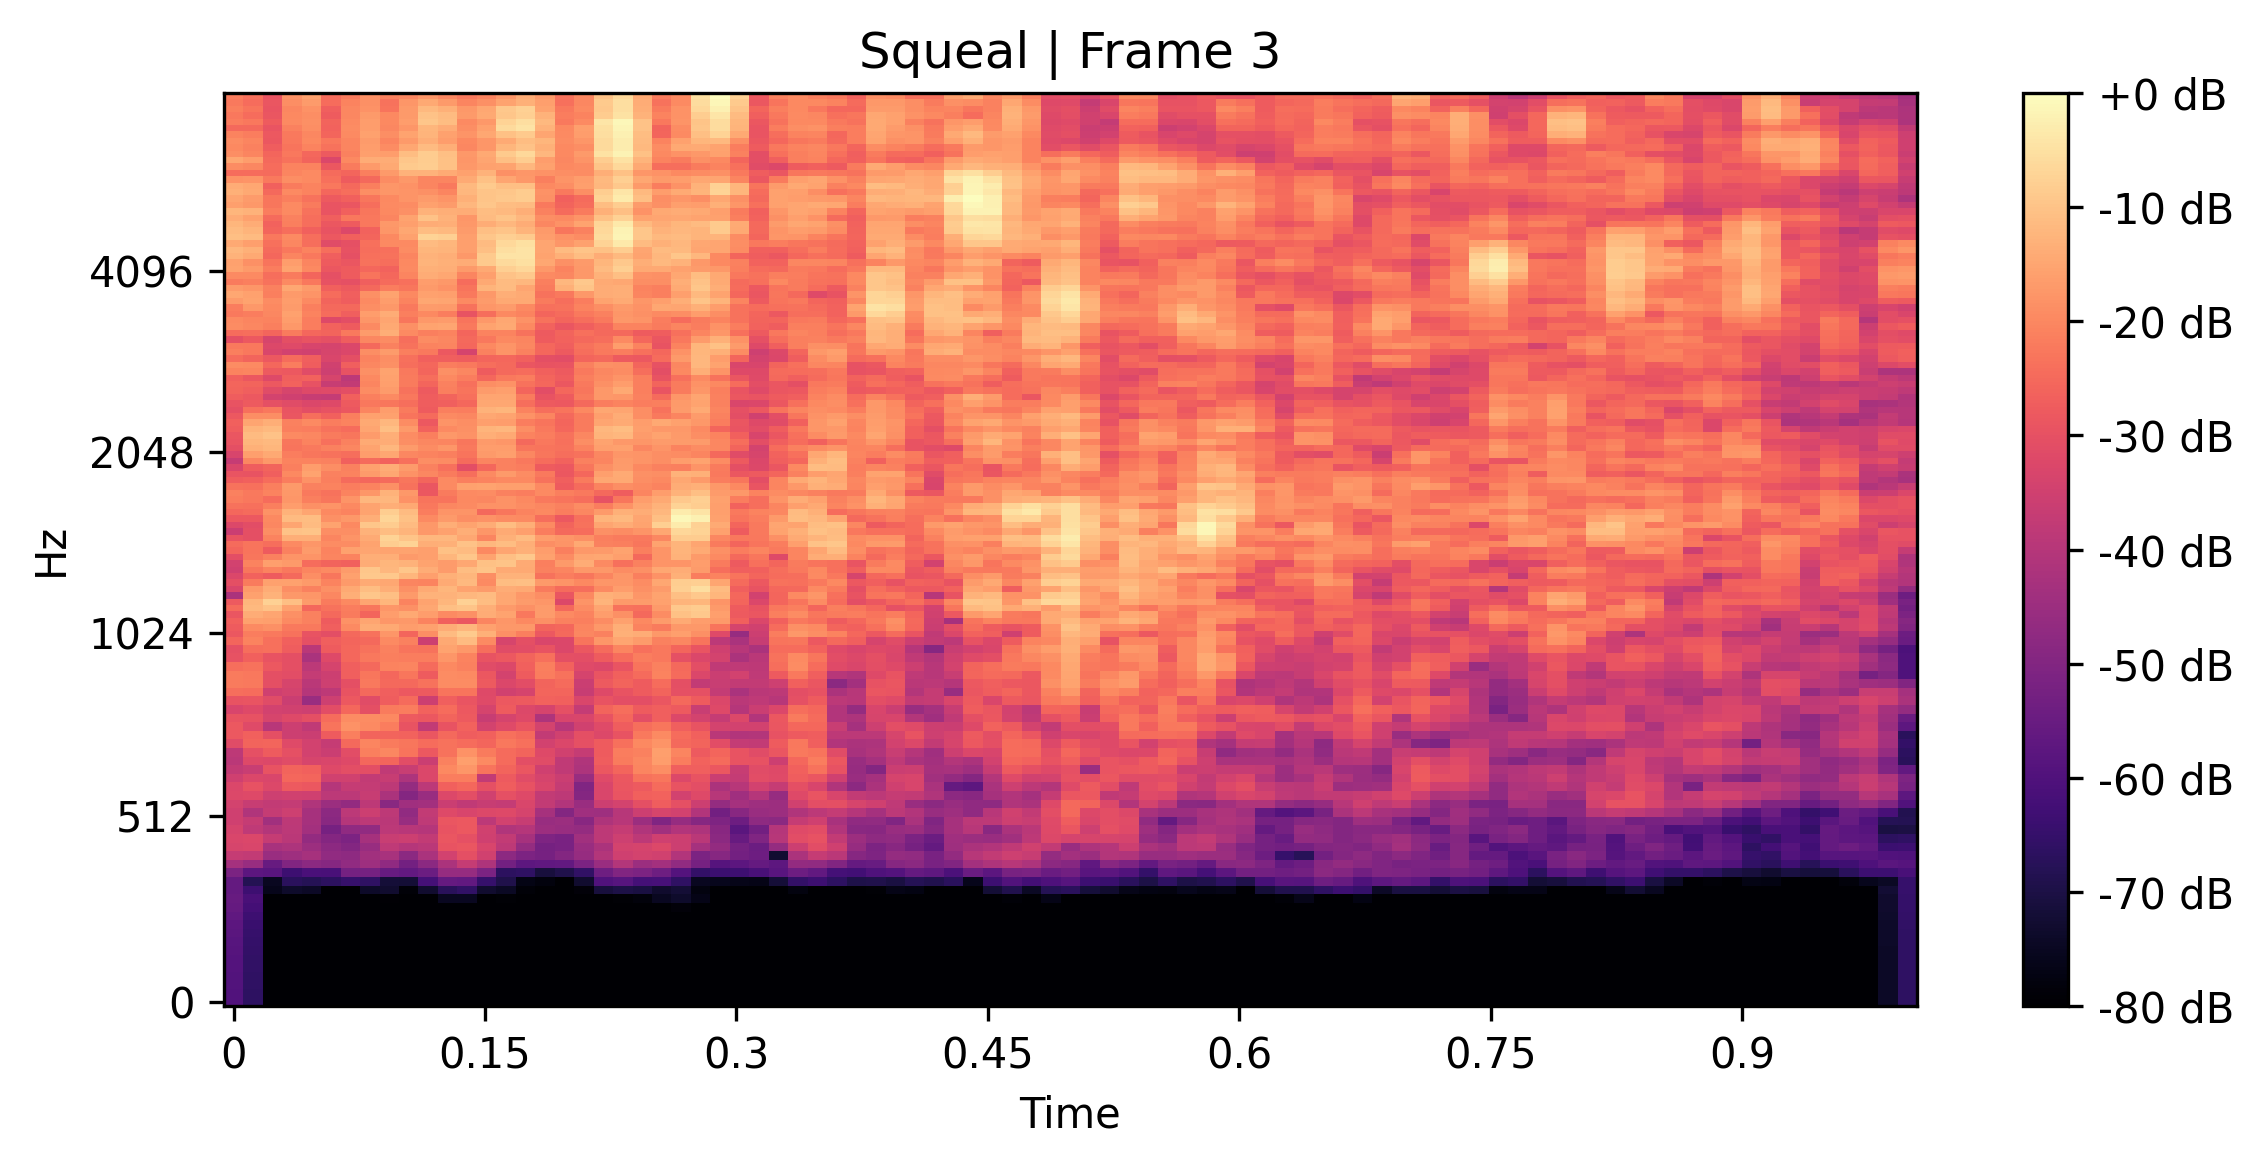 Squeal | Frame 3
+0 dB
-10 dB
-20 dB
-30 dB
-40 dB
-50 dB
-60 dB
-70 dB
-80 dB
Hz
4096
2048
1024
512
0
0 0.15 0.3 0.45 0.6 0.75 0.9
Time